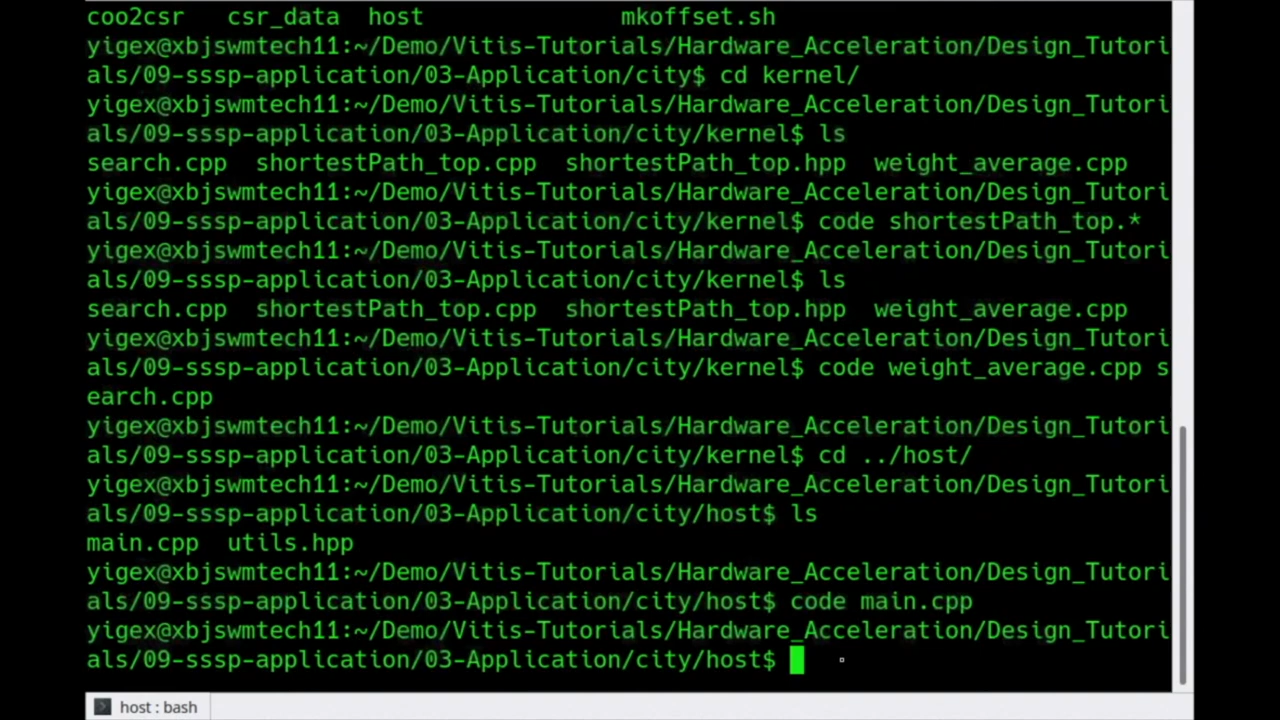 coo2csr   csr_data  host              mkoffset.sh
yigex@xbjswmtech11:~/Demo/Vitis-Tutorials/Hardware_Acceleration/Design_Tutori
als/09-sssp-application/03-Application/city$ cd kernel/
yigex@xbjswmtech11:~/Demo/Vitis-Tutorials/Hardware_Acceleration/Design_Tutori
als/09-sssp-application/03-Application/city/kernel$ ls
search.cpp  shortestPath_top.cpp  shortestPath_top.hpp  weight_average.cpp
yigex@xbjswmtech11:~/Demo/Vitis-Tutorials/Hardware_Acceleration/Design_Tutori
als/09-sssp-application/03-Application/city/kernel$ code shortestPath_top.*
yigex@xbjswmtech11:~/Demo/Vitis-Tutorials/Hardware_Acceleration/Design_Tutori
als/09-sssp-application/03-Application/city/kernel$ ls
search.cpp  shortestPath_top.cpp  shortestPath_top.hpp  weight_average.cpp
yigex@xbjswmtech11:~/Demo/Vitis-Tutorials/Hardware_Acceleration/Design_Tutori
als/09-sssp-application/03-Application/city/kernel$ code weight_average.cpp s
earch.cpp
yigex@xbjswmtech11:~/Demo/Vitis-Tutorials/Hardware_Acceleration/Design_Tutori
als/09-sssp-application/03-Application/city/kernel$ cd ../host/
yigex@xbjswmtech11:~/Demo/Vitis-Tutorials/Hardware_Acceleration/Design_Tutori
als/09-sssp-application/03-Application/city/host$ ls
main.cpp  utils.hpp
yigex@xbjswmtech11:~/Demo/Vitis-Tutorials/Hardware_Acceleration/Design_Tutori
als/09-sssp-application/03-Application/city/host$ code main.cpp
yigex@xbjswmtech11:~/Demo/Vitis-Tutorials/Hardware_Acceleration/Design_Tutori
als/09-sssp-application/03-Application/city/host$
host : bash